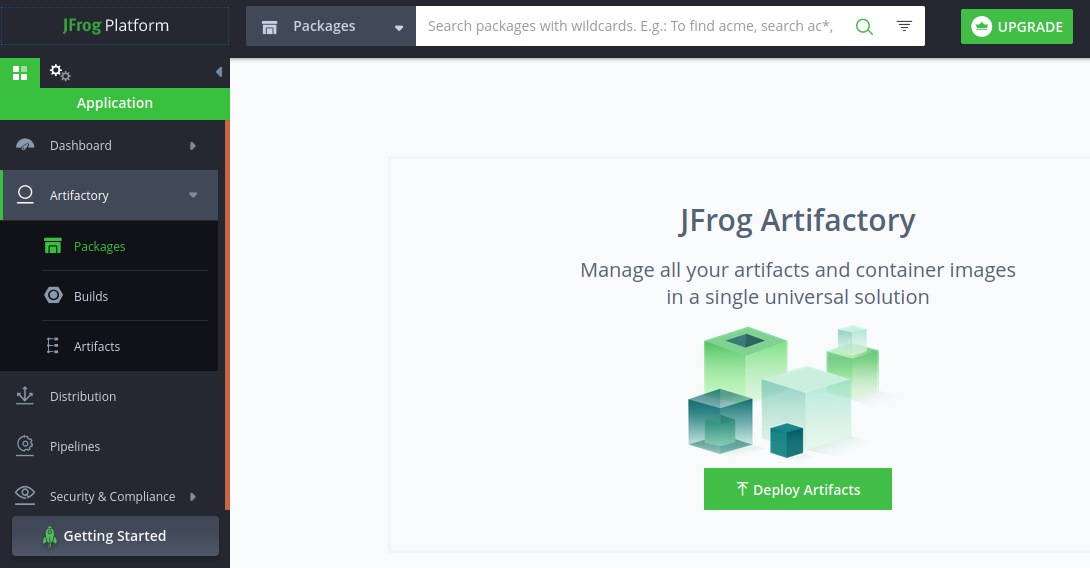 JFrog Platform
Packages
Search packages with wildcards. E.g.: To find acme, search ac*,
UPGRADE
Application
Dashboard
Artifactory
Packages
Builds
Artifacts
Distribution
Pipelines
Security & Compliance
Getting Started
JFrog Artifactory
Manage all your artifacts and container images
in a single universal solution
Deploy Artifacts